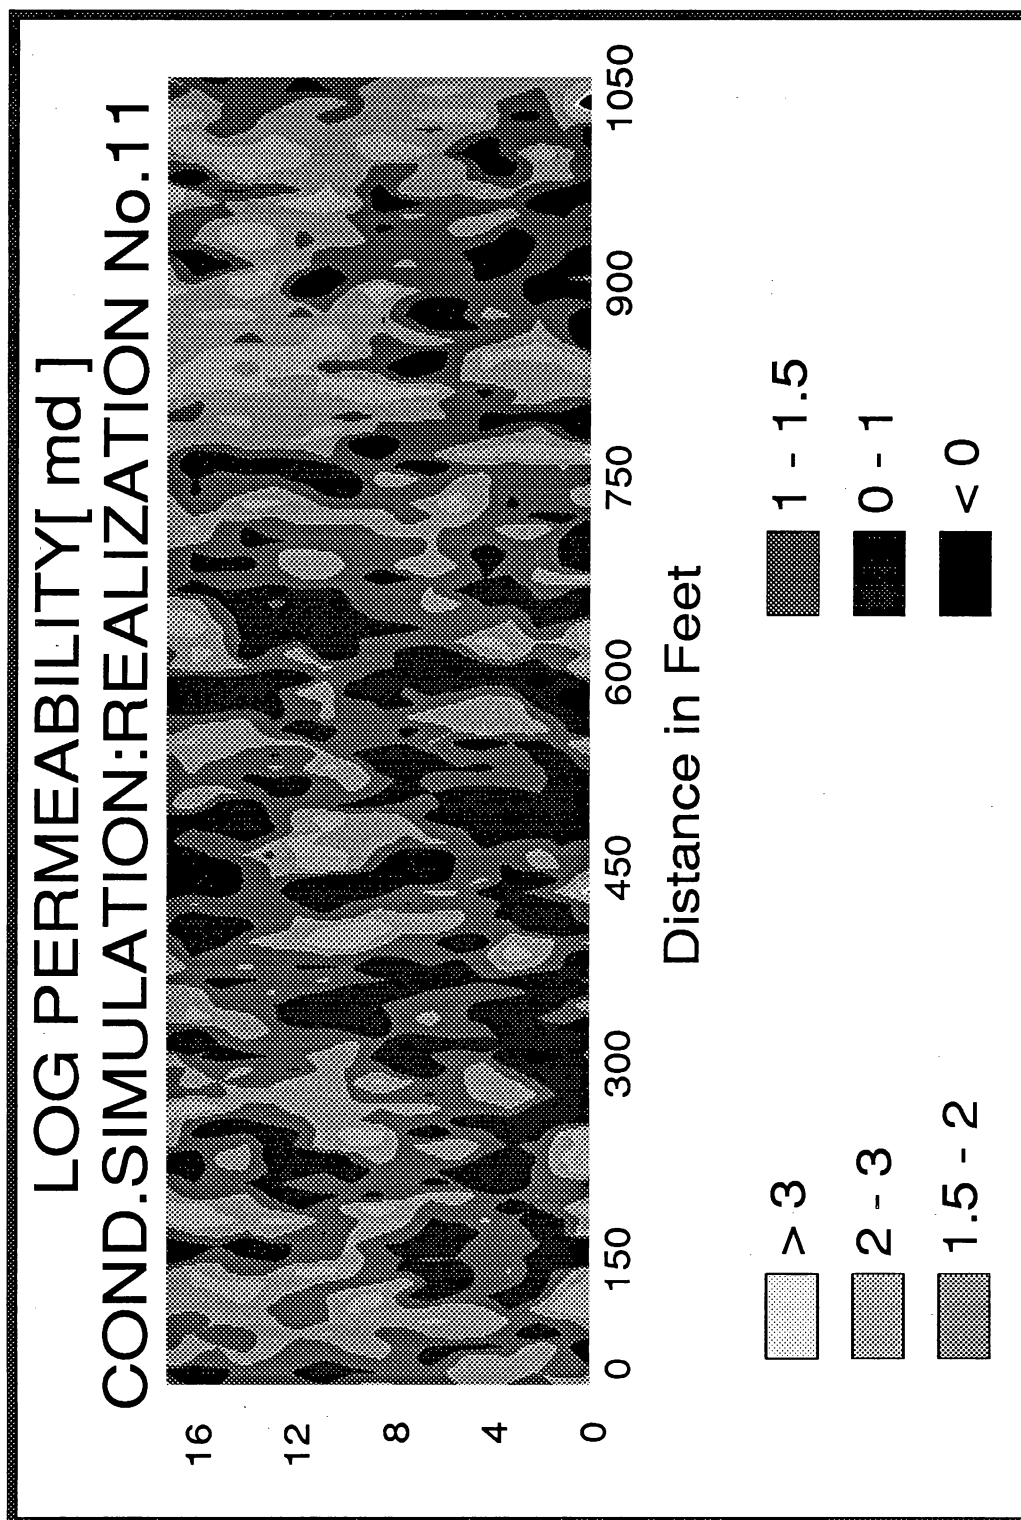 LOG PERMEABILITY[ md ]
COND.SIMULATION:REALIZATION No.11
16
12
8
4
0
0 150 300 450 600 750 900 1050
Distance in Feet
> 3
2 - 3
1.5 - 2
1 - 1.5
0 - 1
< 0